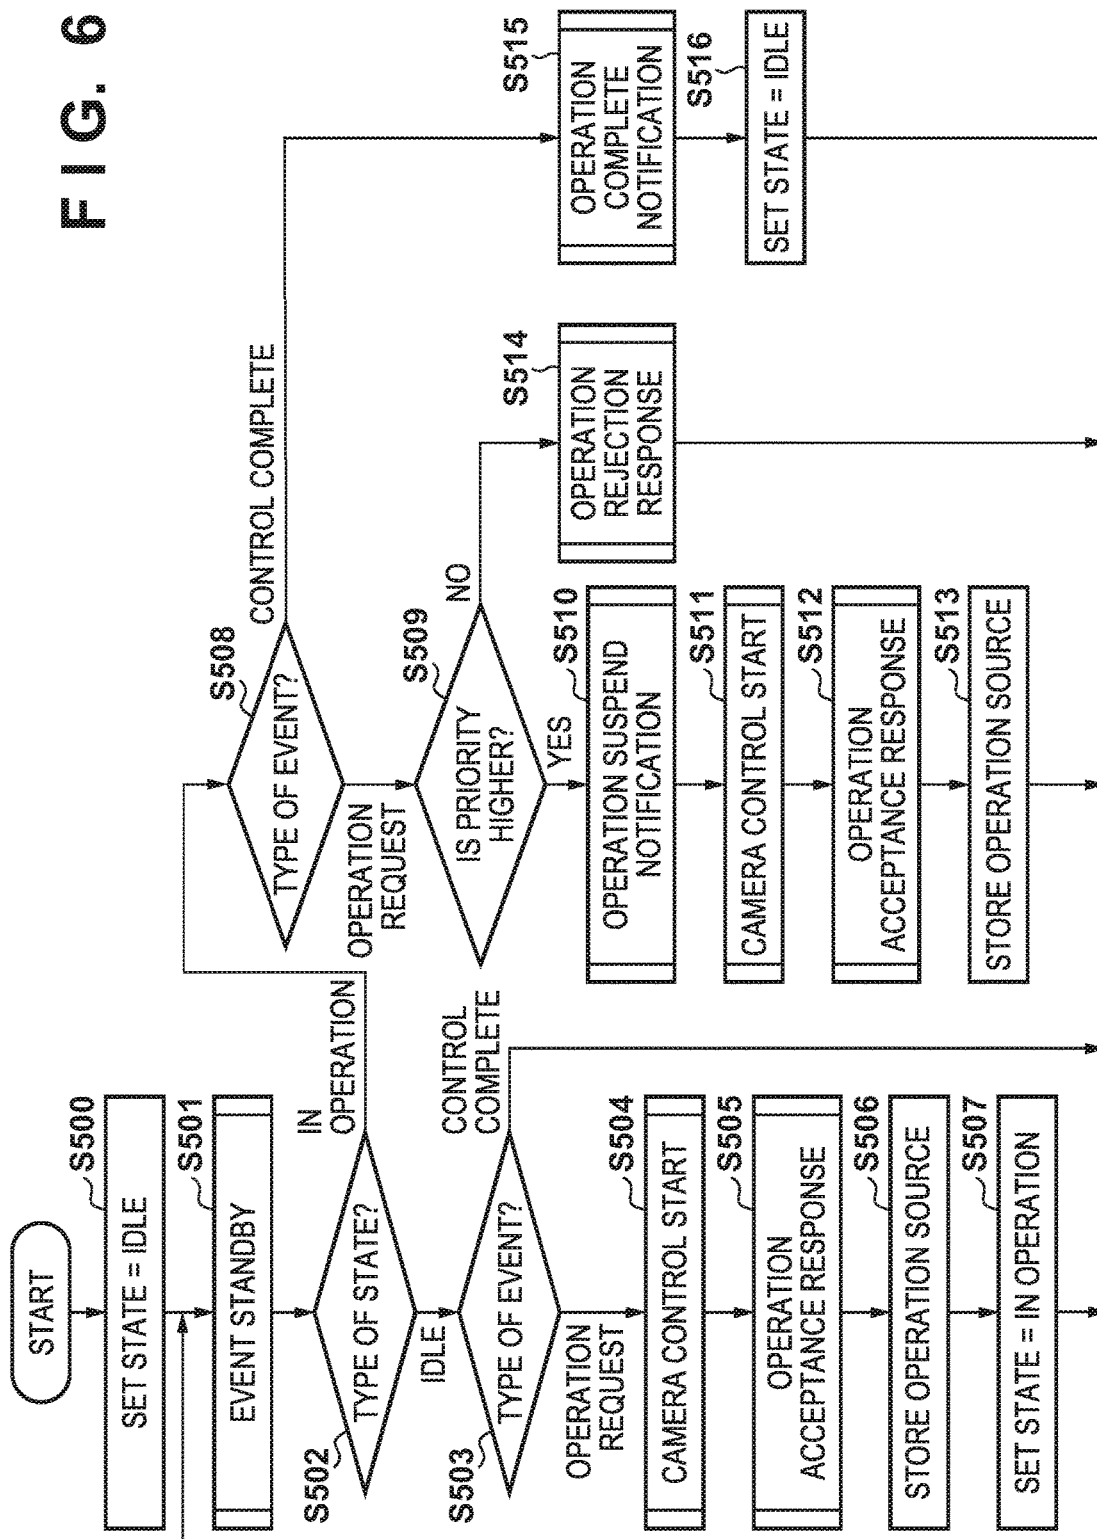 FIG. 6
START
SET STATE = IDLE
S500
EVENT STANDBY
S501
TYPE OF STATE?
S502
IN
OPERATION
IDLE
TYPE OF EVENT?
S503
CONTROL
COMPLETE
OPERATION
REQUEST
CAMERA CONTROL START
S504
OPERATION
ACCEPTANCE RESPONSE
S505
STORE OPERATION SOURCE
S506
SET STATE = IN OPERATION
S507
TYPE OF EVENT?
S508
CONTROL COMPLETE
OPERATION
REQUEST
IS PRIORITY
HIGHER?
S509
NO
YES
OPERATION SUSPEND
NOTIFICATION
S510
CAMERA CONTROL START
S511
OPERATION
ACCEPTANCE RESPONSE
S512
STORE OPERATION SOURCE
S513
OPERATION
REJECTION
RESPONSE
S514
OPERATION
COMPLETE
NOTIFICATION
S515
SET STATE = IDLE
S516